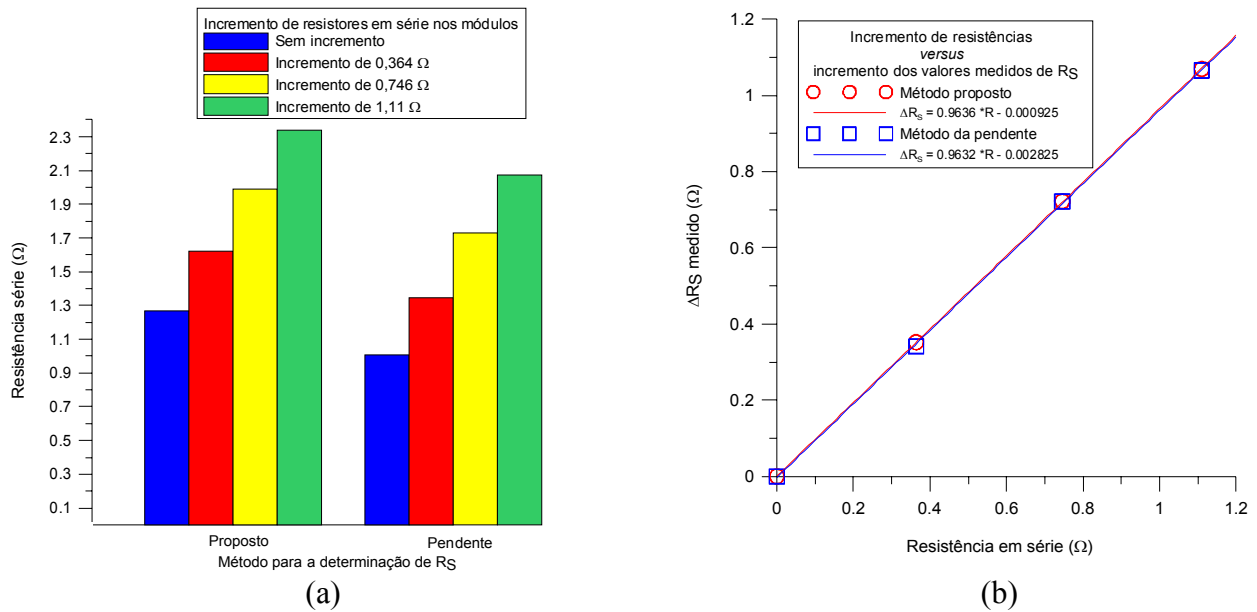 Incremento de resistores em série nos módulos
Sem incremento
Incremento de 0,364 Ω
Incremento de 0,746 Ω
Incremento de 1,11 Ω
Resistência série (Ω)
2.3
2.1
1.9
1.7
1.5
1.3
1.1
0.9
0.7
0.5
0.3
0.1
Proposto
Pendente
Método para a determinação de RS
(a)
Incremento de resistências
versus
incremento dos valores medidos de RS
Método proposto
ΔRs = 0.9636 *R - 0.000925
Método da pendente
ΔRs = 0.9632 *R - 0.002825
ΔRS medido (Ω)
1.2
1
0.8
0.6
0.4
0.2
0
0
0.2
0.4
0.6
0.8
1
1.2
Resistência em série (Ω)
(b)